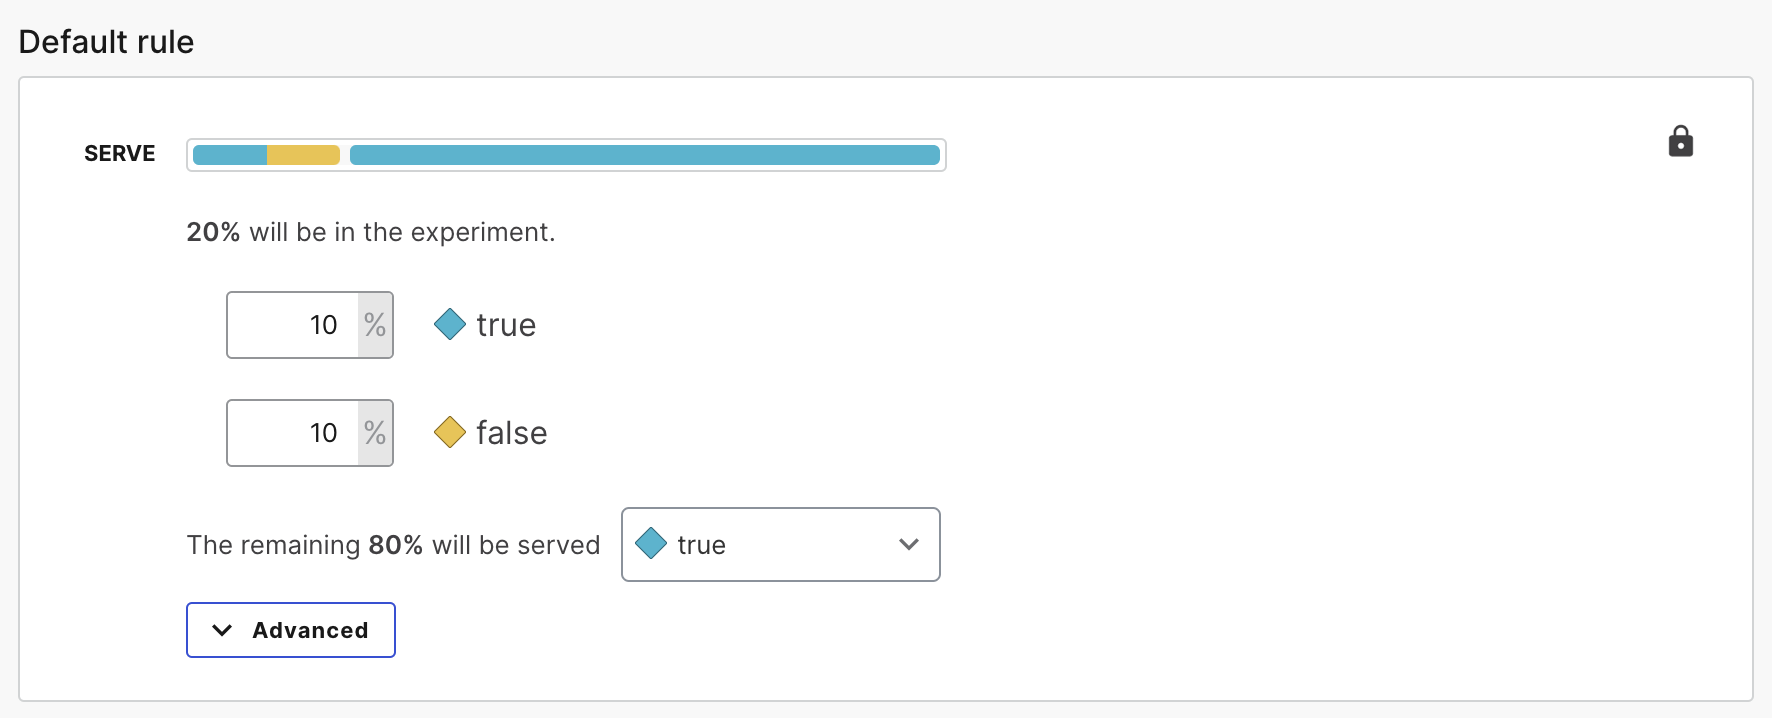 Default rule
SERVE
20% will be in the experiment.
10 % true
10 % false
The remaining 80% will be served true
Advanced